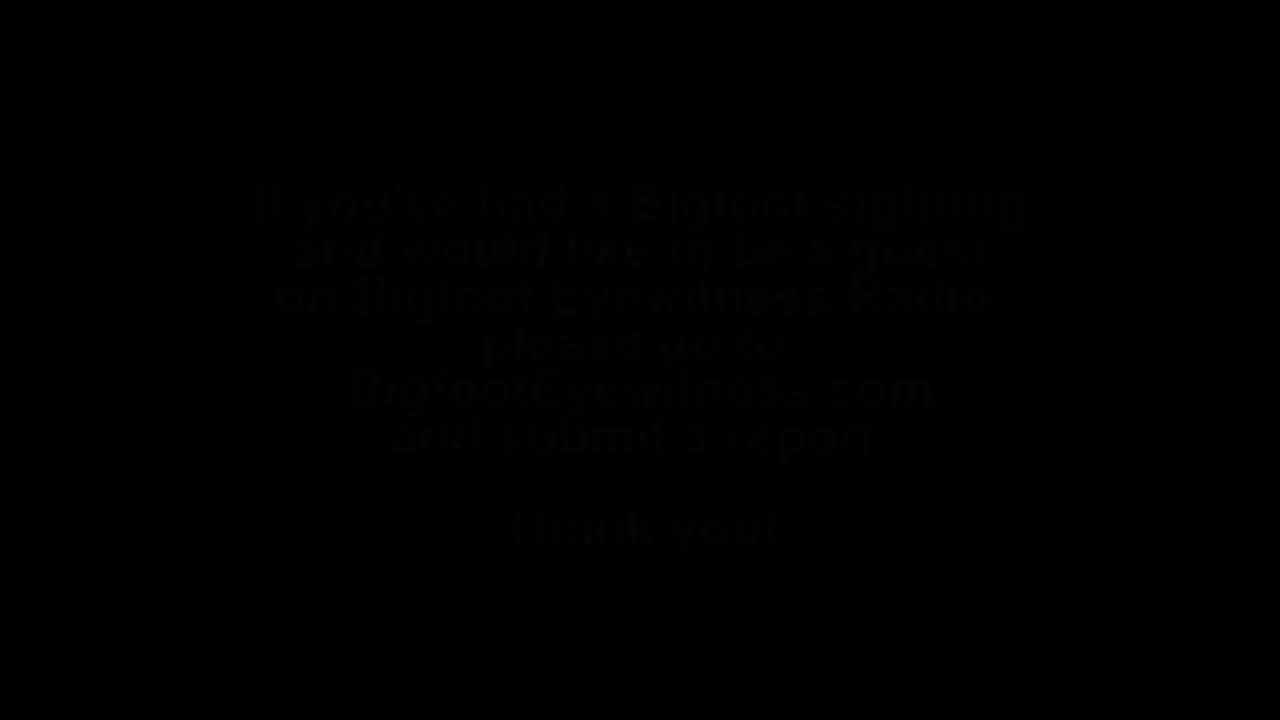 If you've had a Bigfoot sighting
and would like to be a guest
on Bigfoot Eyewitness Radio,
please go to
BigfootEyewitness.com
and submit a report.
Thank you!